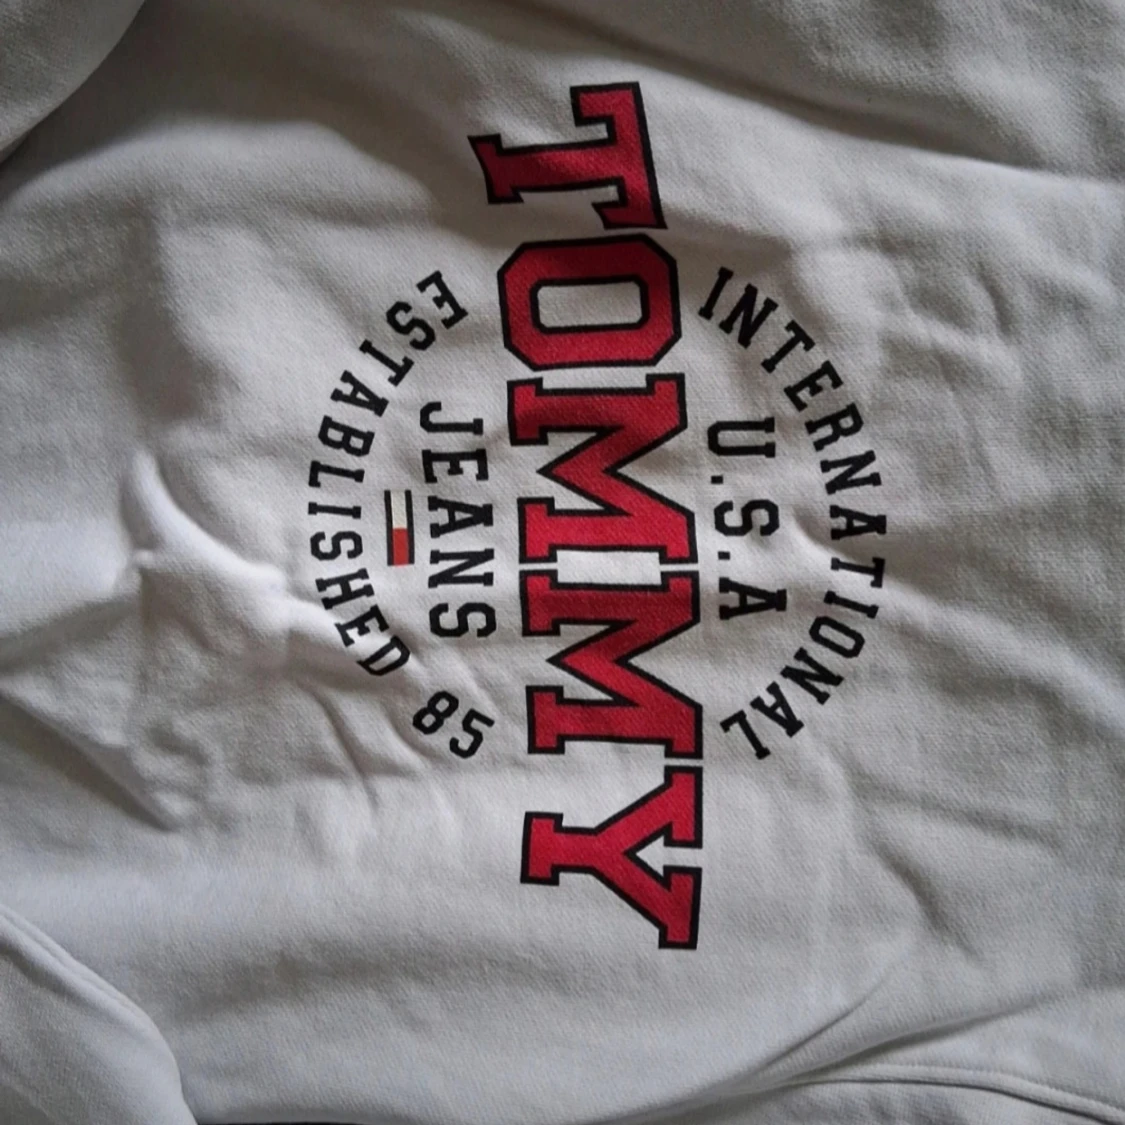 INTERNATIONAL
U.S.A
TOMMY
JEANS
ESTABLISHED 85